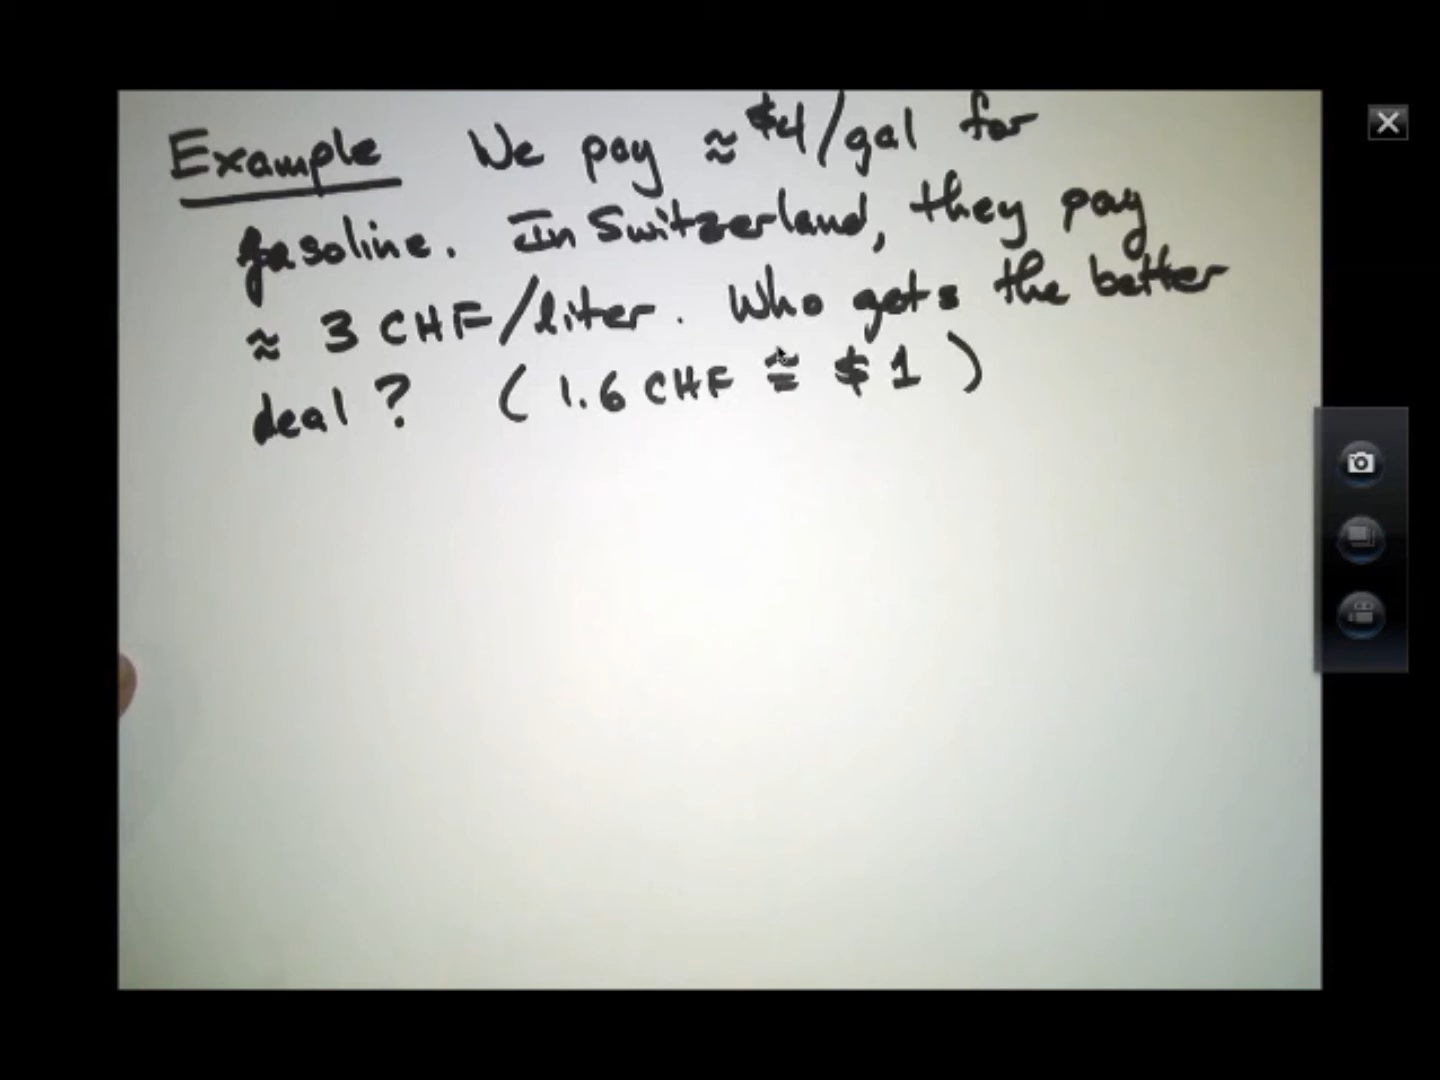 Example We pay ≈ $4/gal for
gasoline. In Switzerland, they pay
≈ 3 CHF/liter. Who gets the better
deal? (1.6 CHF ≈ $1)